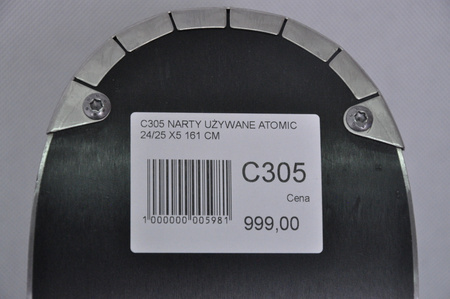 C305 NARTY UŻYWANE ATOMIC
24/25 X5 161 CM
C305
Cena
1 000000 005981
999,00